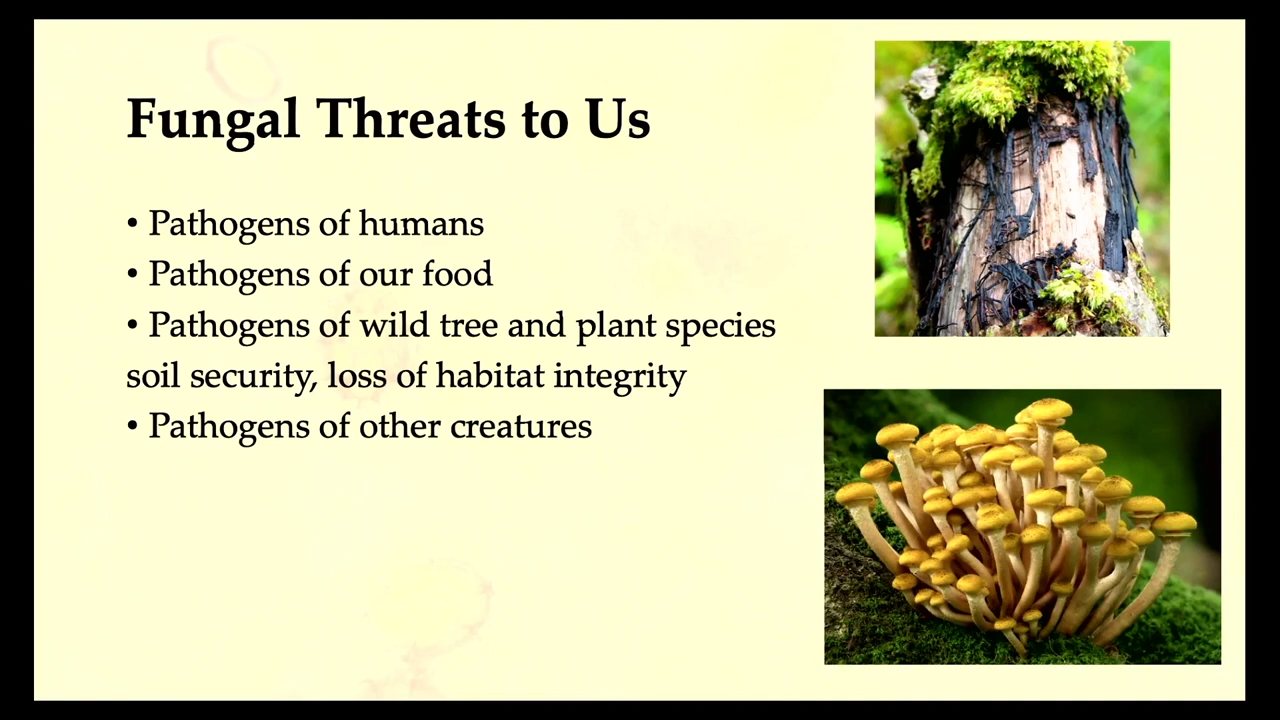 Fungal Threats to Us
• Pathogens of humans
• Pathogens of our food
• Pathogens of wild tree and plant species
soil security, loss of habitat integrity
• Pathogens of other creatures